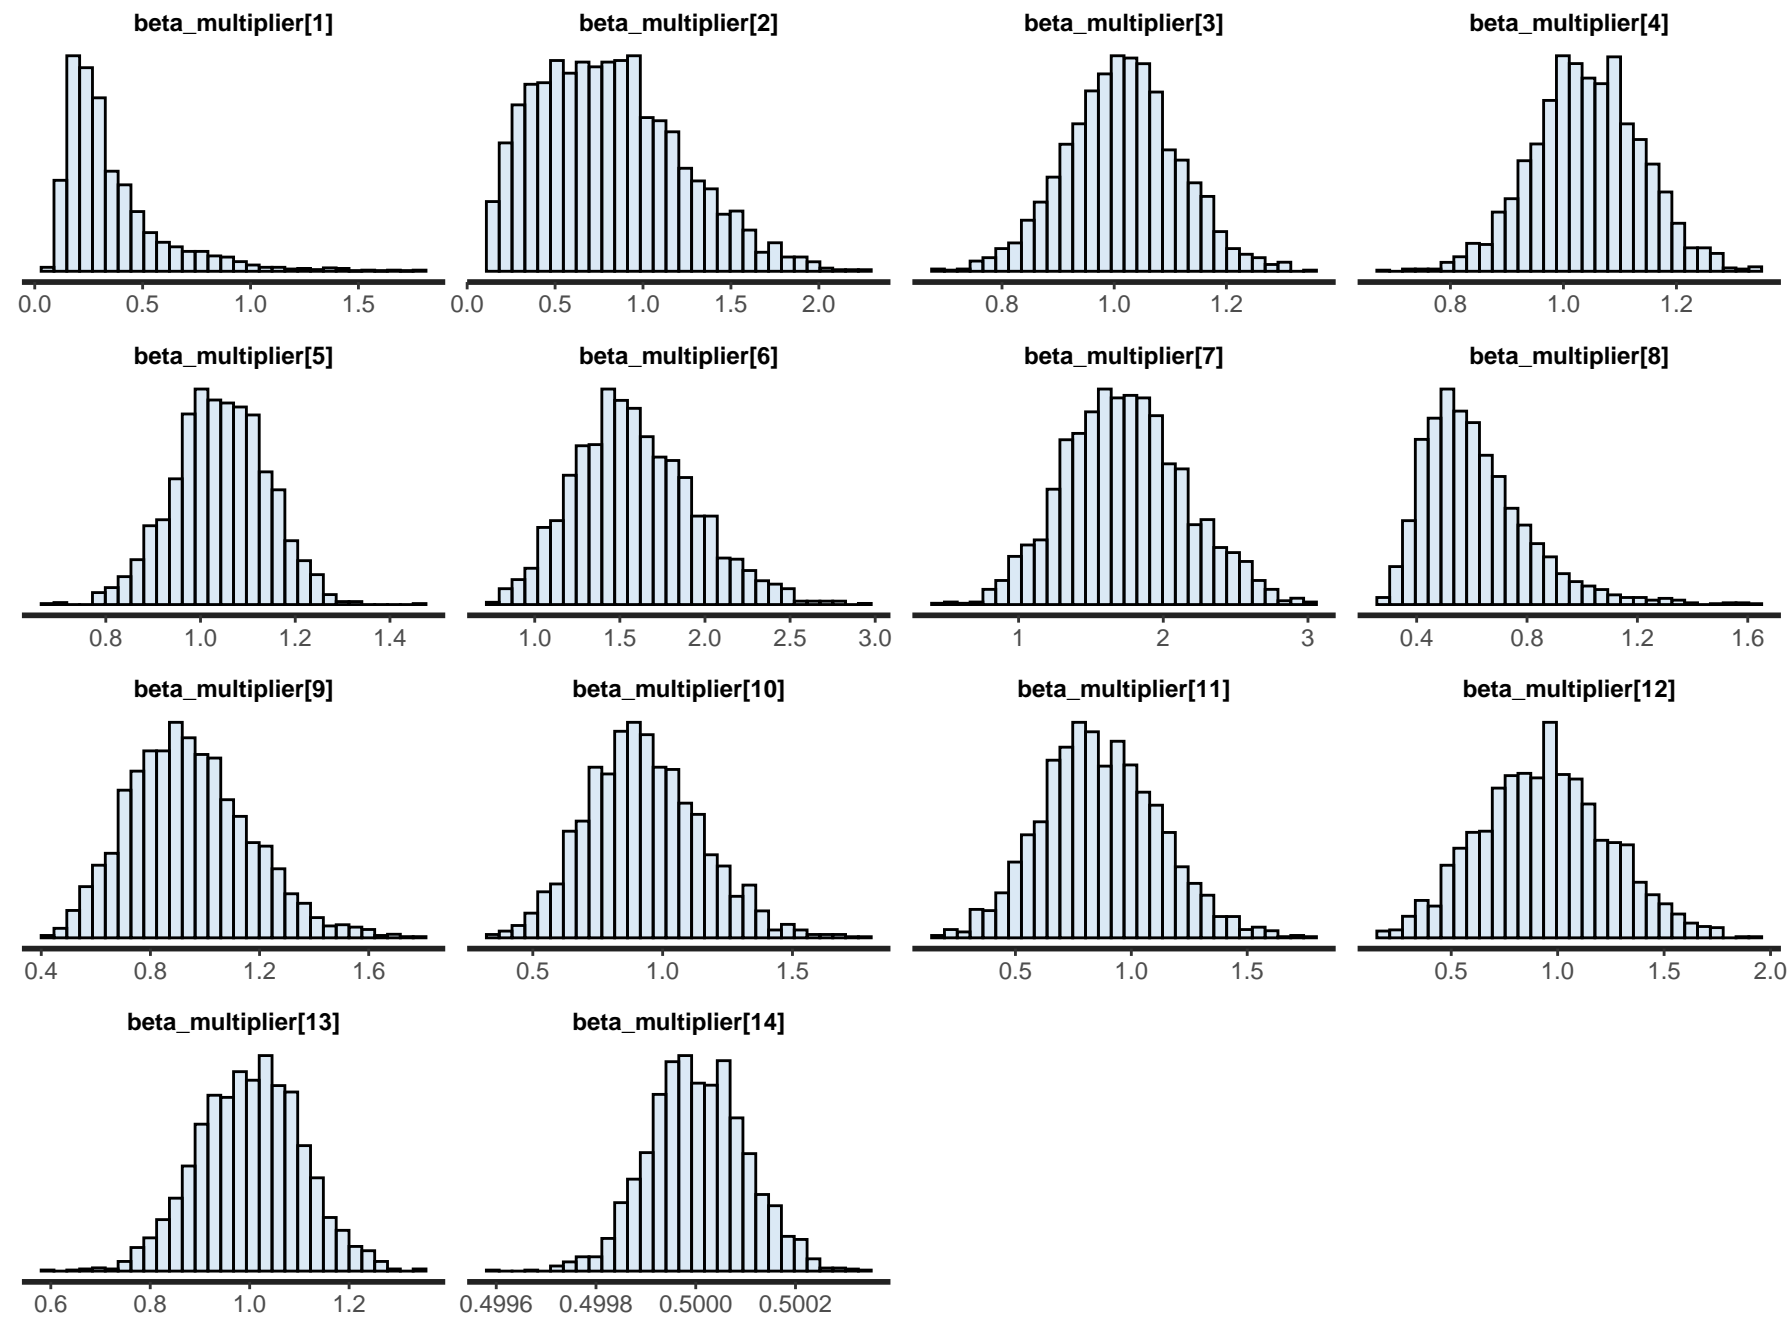 beta_multiplier[1] beta_multiplier[2] beta_multiplier[3] beta_multiplier[4]
0.0 0.5 1.0 1.5 0.0 0.5 1.0 1.5 2.0 0.8 1.0 1.2 0.8 1.0 1.2
beta_multiplier[5] beta_multiplier[6] beta_multiplier[7] beta_multiplier[8]
0.8 1.0 1.2 1.4 1.0 1.5 2.0 2.5 3.0 1 2 3 0.4 0.8 1.2 1.6
beta_multiplier[9] beta_multiplier[10] beta_multiplier[11] beta_multiplier[12]
0.4 0.8 1.2 1.6 0.5 1.0 1.5 0.5 1.0 1.5 0.5 1.0 1.5 2.0
beta_multiplier[13] beta_multiplier[14]
0.6 0.8 1.0 1.2 0.4996 0.4998 0.5000 0.5002